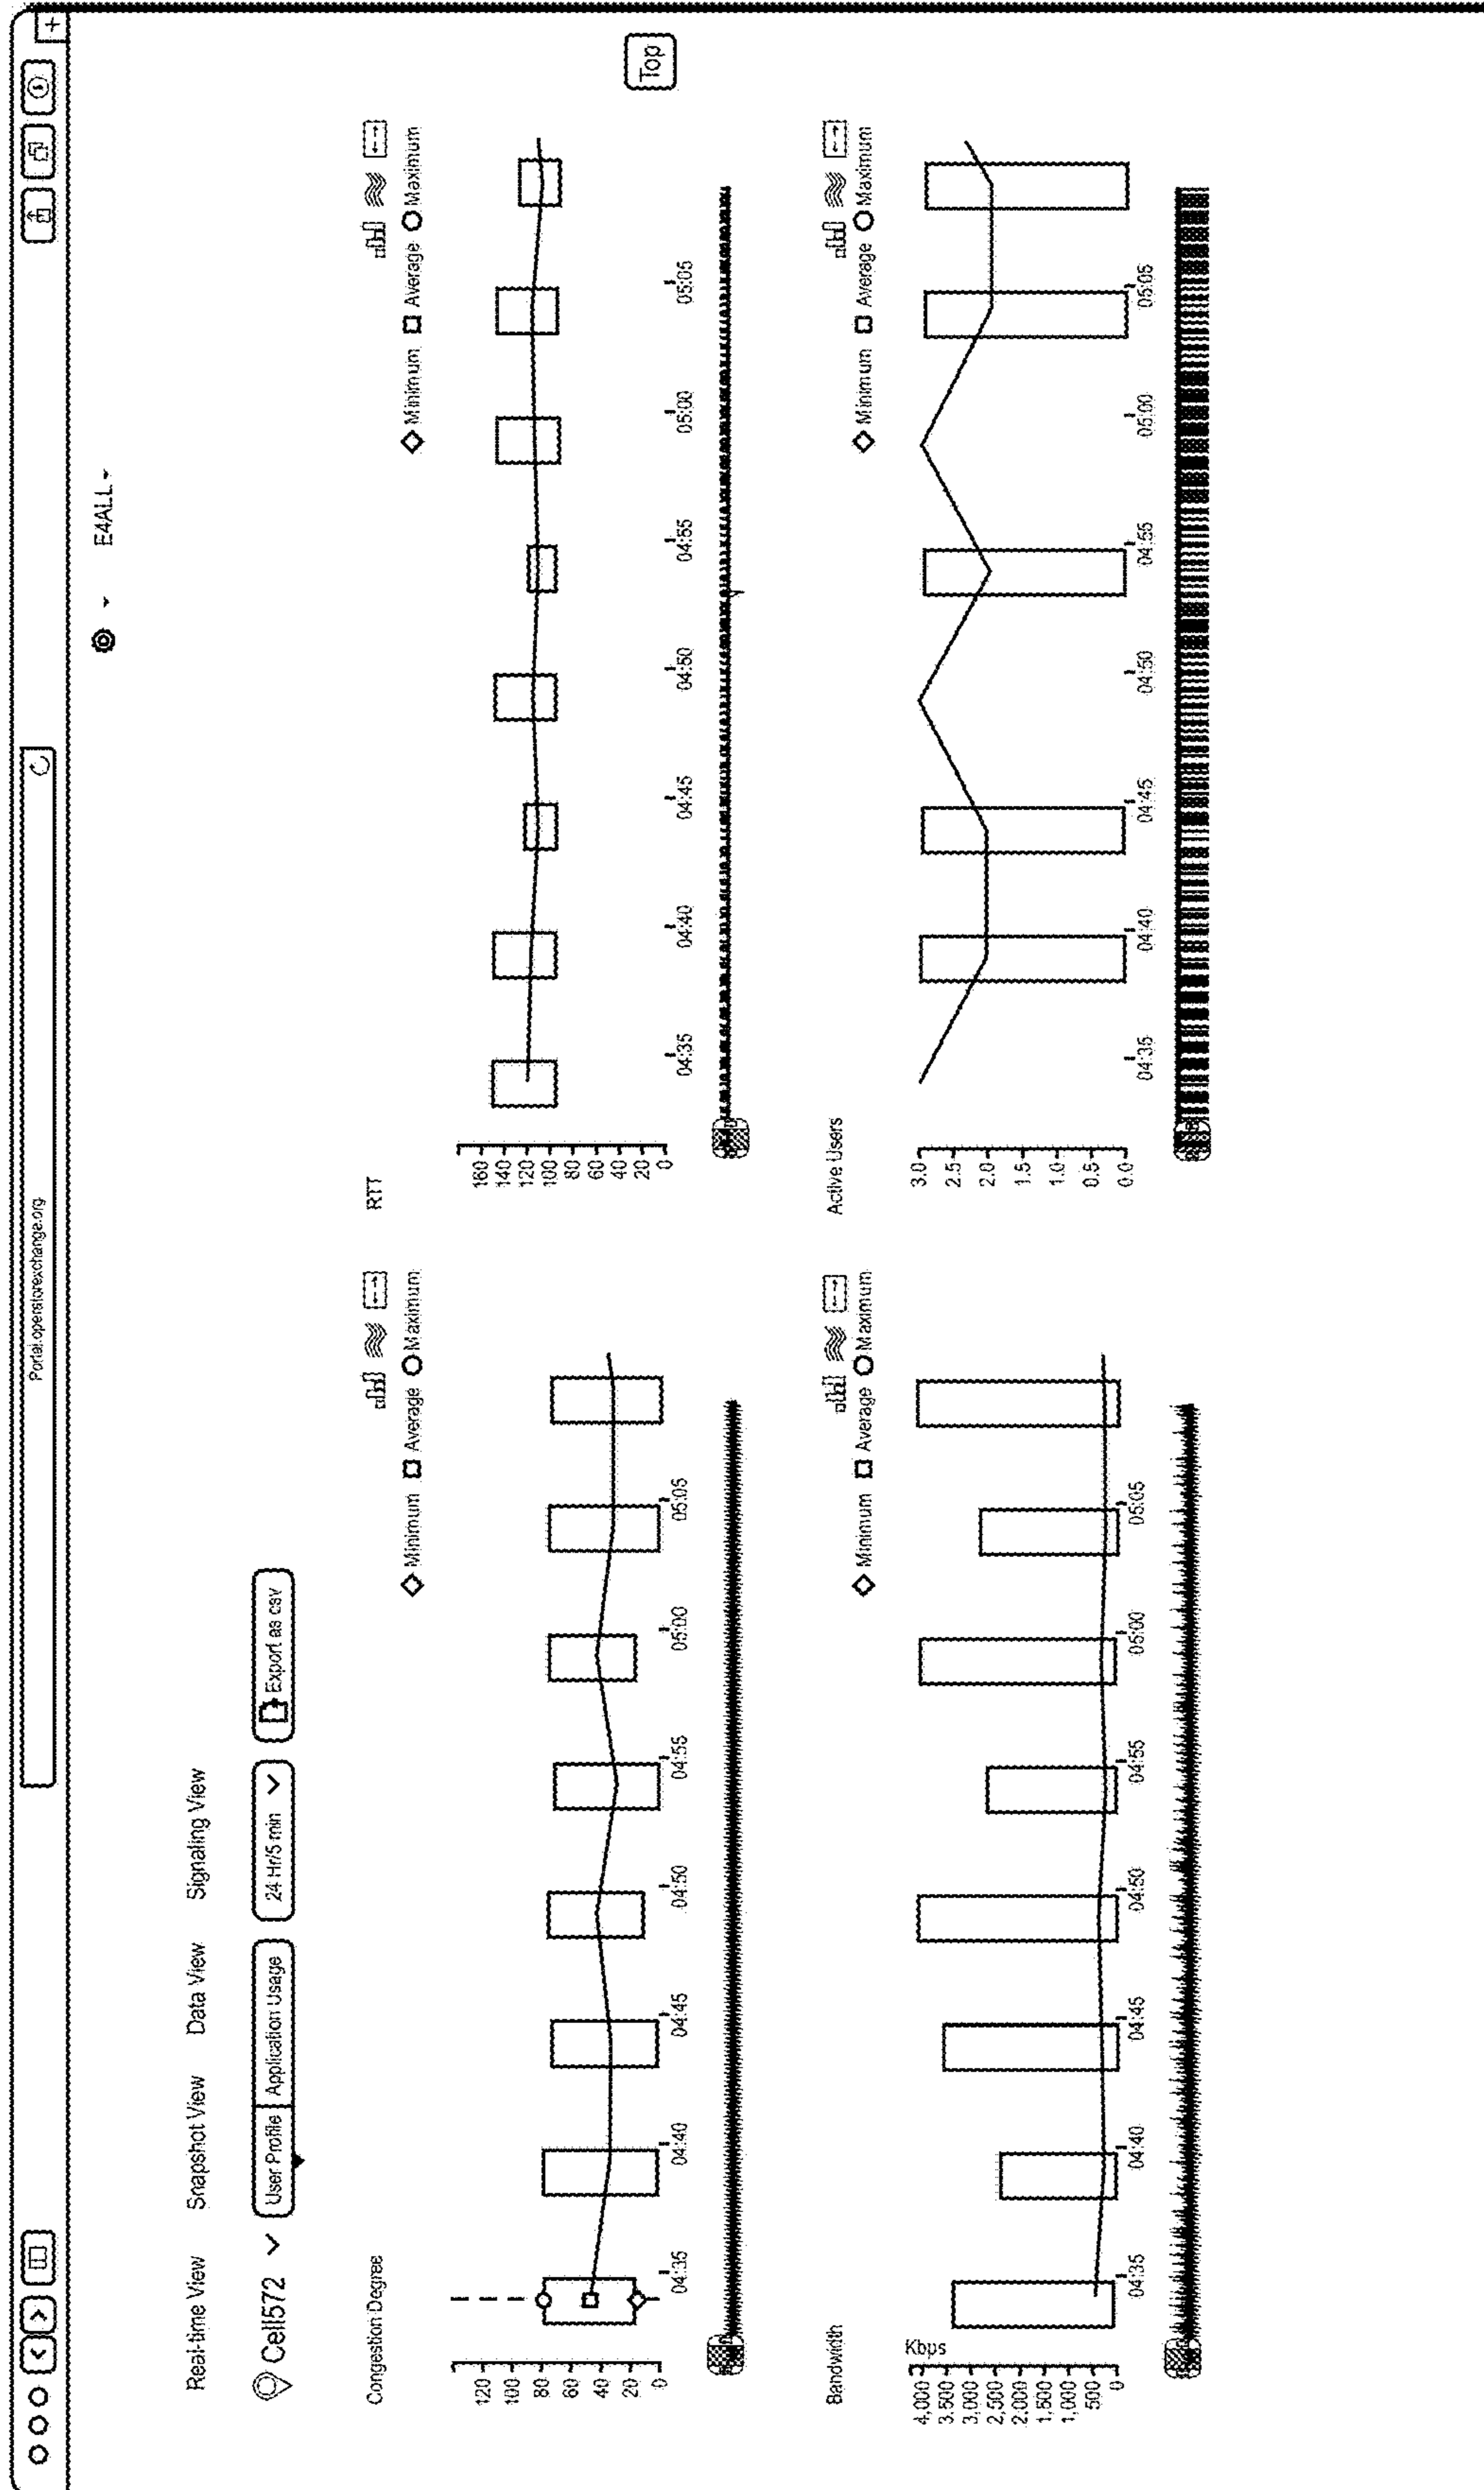 Portal.openstorexchange.org
+
E4ALL
Real-time View Snapshot View Data View Signaling View
Cell572 User Profile Application Usage 24 Hr/5 min Export as csv
Congestion Degree
Minimum Average Maximum
120
100
80
60
40
20
0
04:35 04:40 04:45 04:50 04:55 05:00 05:05
RTT
Minimum Average Maximum
160
140
120
100
80
60
40
20
0
04:35 04:40 04:45 04:50 04:55 05:00 05:05
Top
Bandwidth
Minimum Average Maximum
Kbps
4,000
3,500
3,000
2,500
2,000
1,500
1,000
500
0
04:35 04:40 04:45 04:50 04:55 05:00 05:05
Active Users
Minimum Average Maximum
3.0
2.5
2.0
1.5
1.0
0.5
0.0
04:35 04:40 04:45 04:50 04:55 05:00 05:05